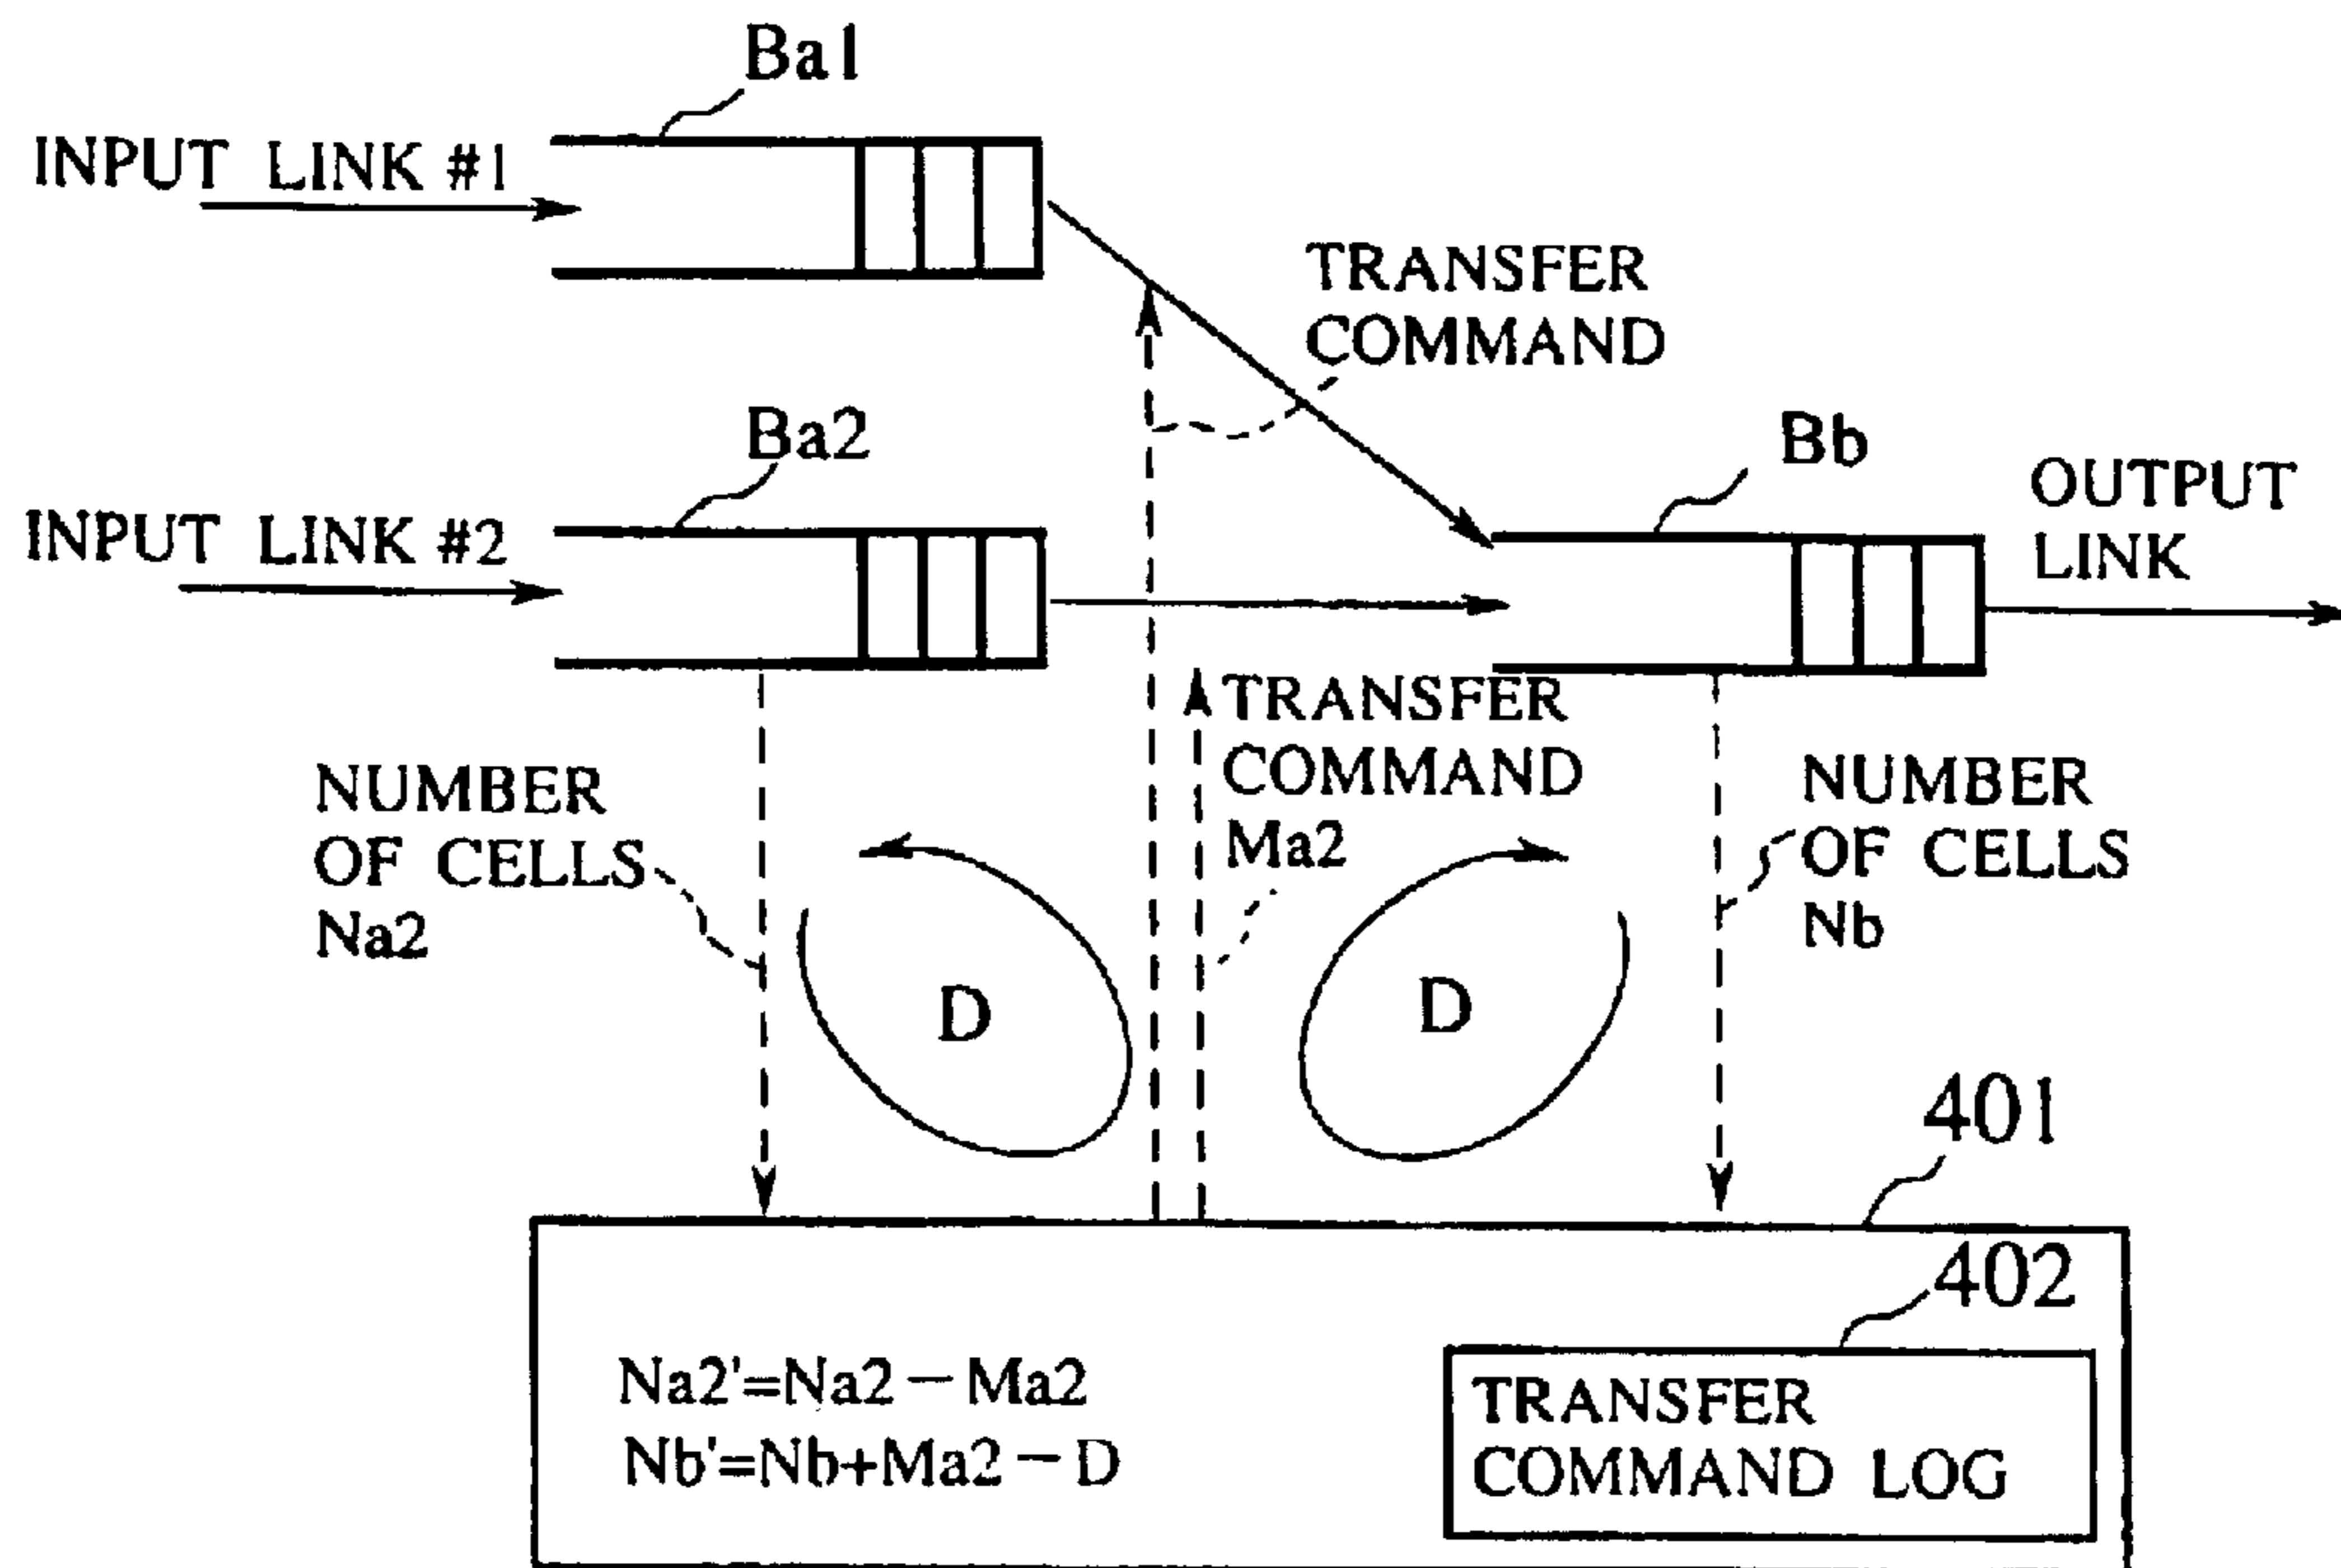 Ba1
INPUT LINK #1
TRANSFER
COMMAND
Ba2
Bb
INPUT LINK #2
OUTPUT
LINK
TRANSFER
COMMAND
Ma2
NUMBER
OF CELLS
Na2
NUMBER
OF CELLS
Nb
D
D
401
402
Na2'=Na2－Ma2
Nb'=Nb+Ma2－D
TRANSFER
COMMAND LOG